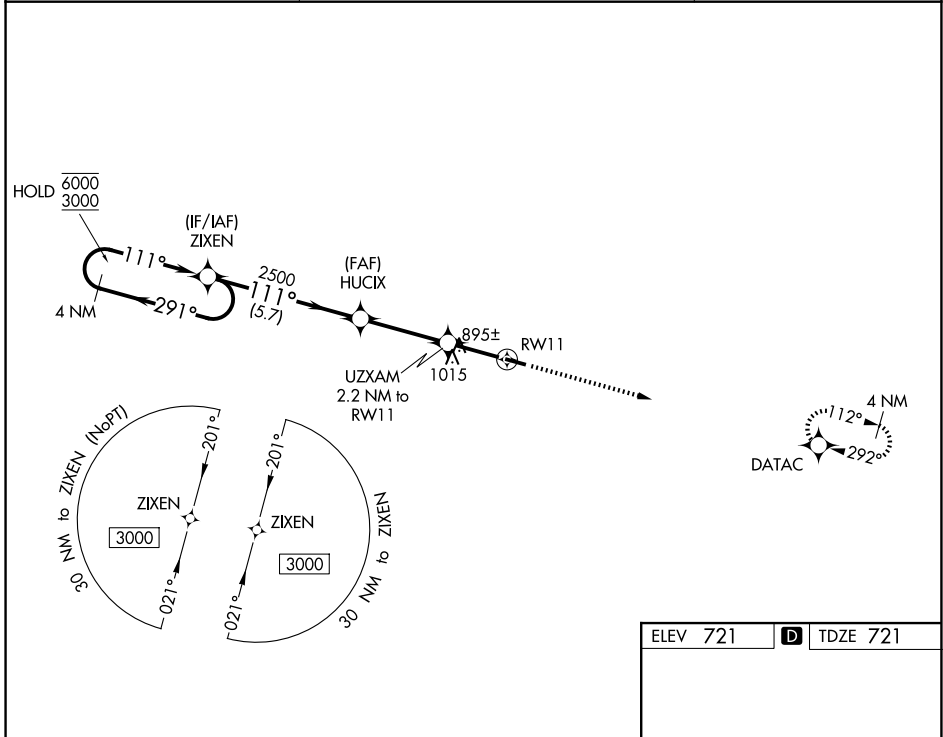 HOLD 6000
3000
111°
291°
4 NM
(IF/IAF)
ZIXEN
2500
111°
(5.7)
(FAF)
HUCIX
895±
1015
UZXAM
2.2 NM to
RW11
RW11
4 NM
112°
292°
DATAC
30 NM to ZIXEN (NoPT)
201°
ZIXEN
3000
021°
201°
ZIXEN
3000
021°
30 NM to ZIXEN
ELEV 721 D TDZE 721